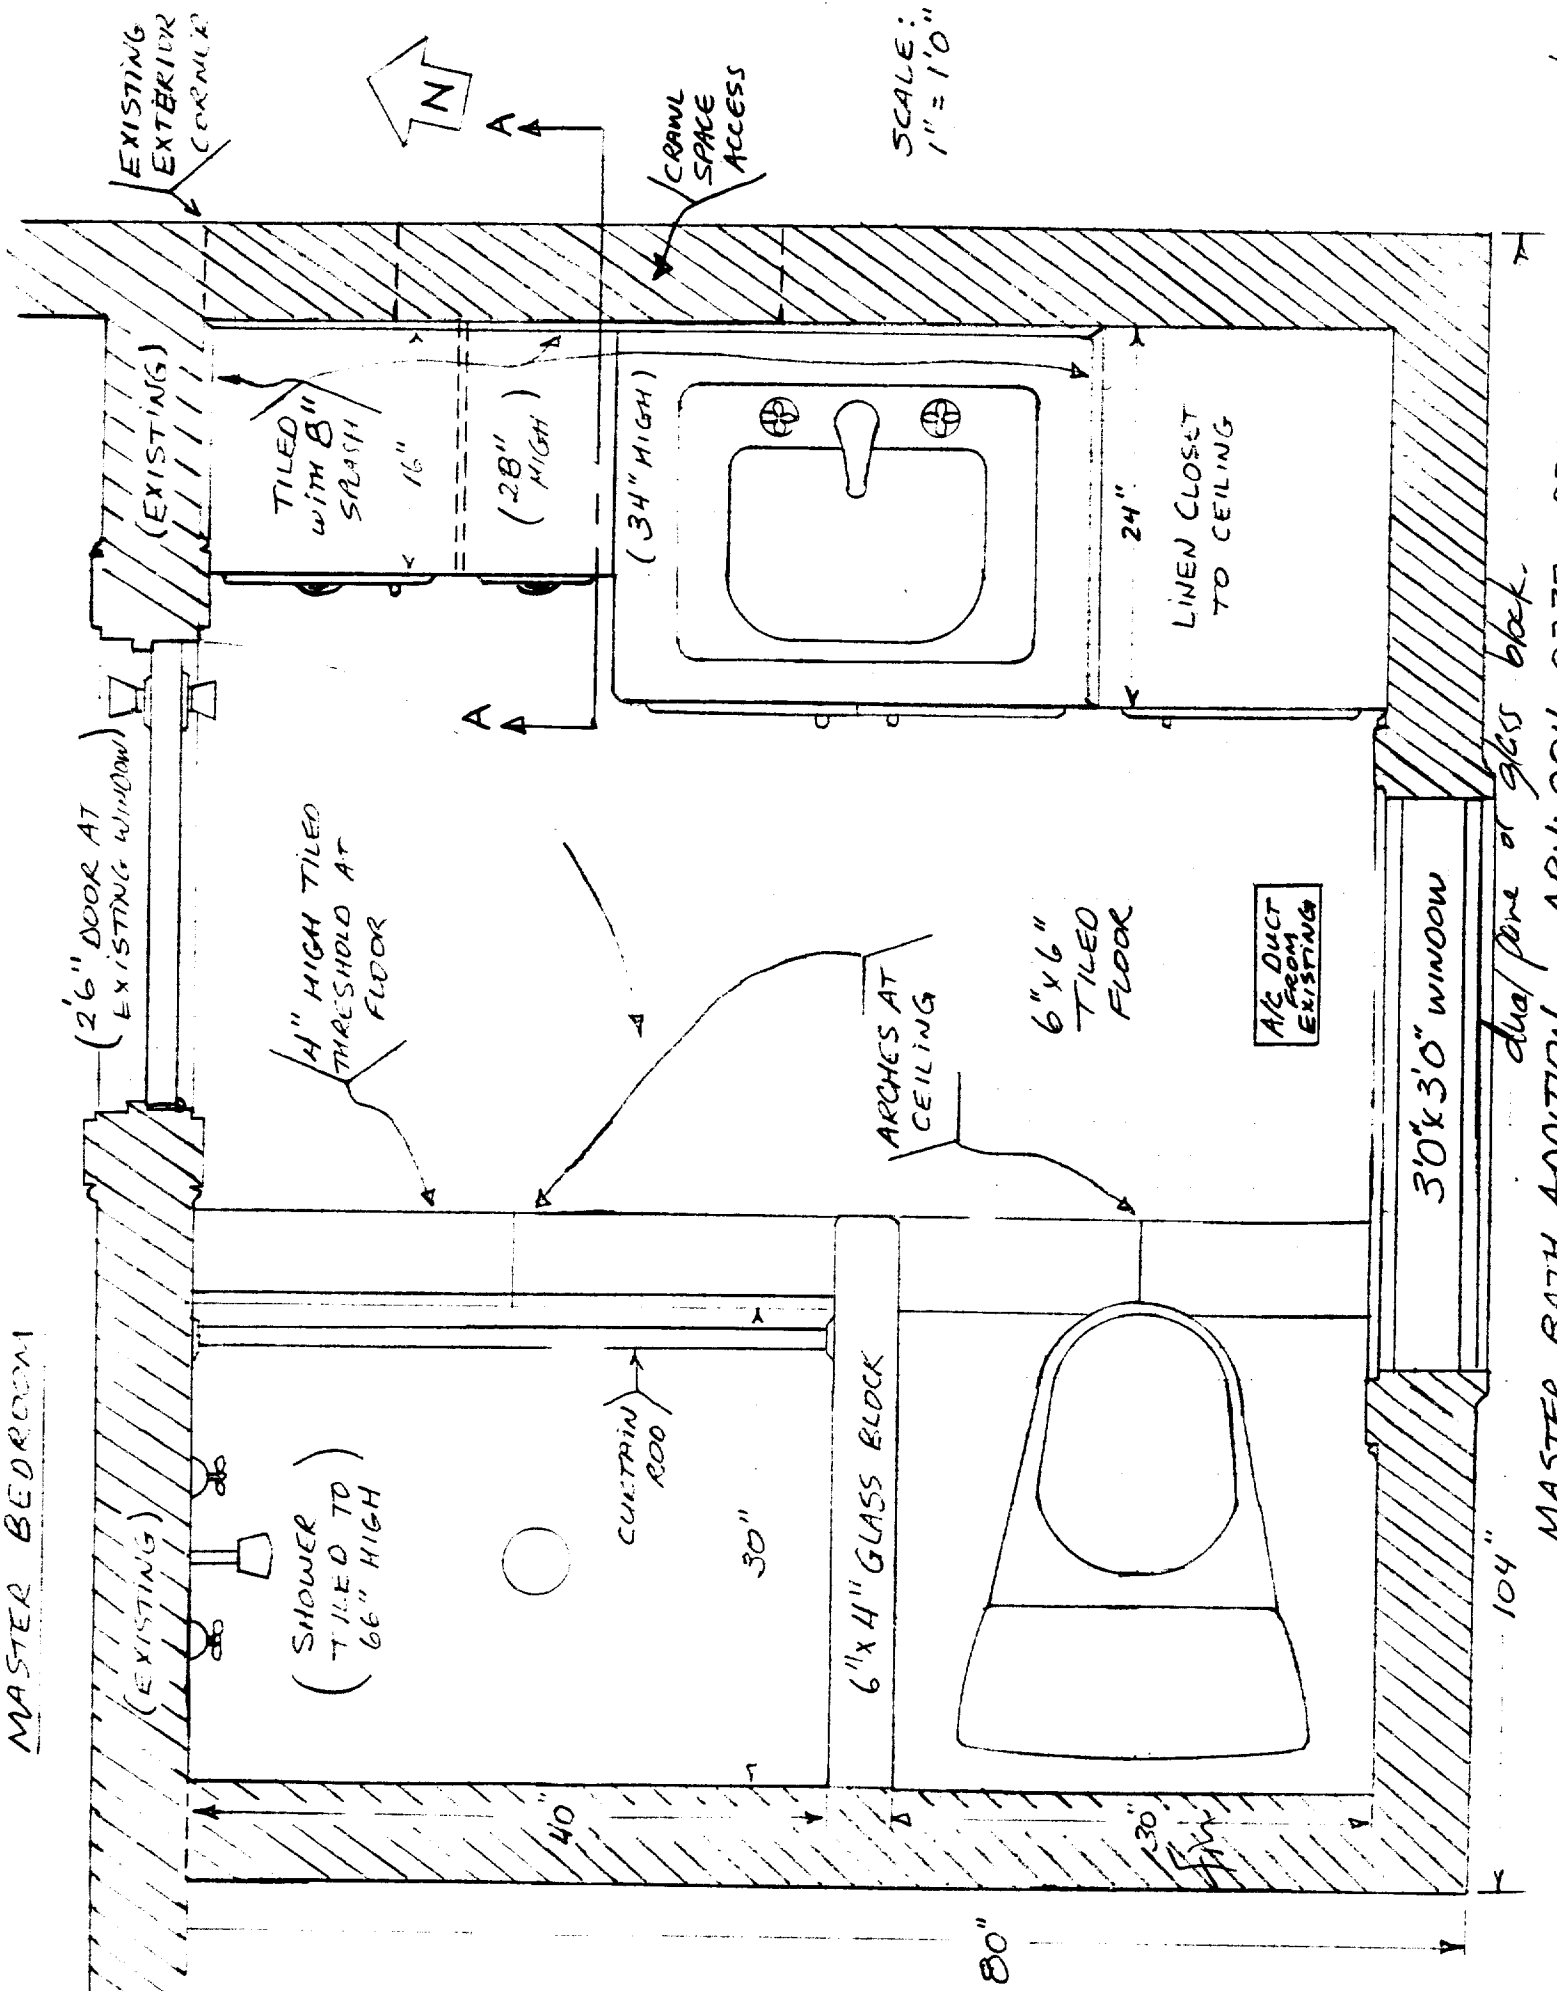 MASTER BEDROOM
(EXISTING)
(2'6" DOOR AT
EXISTING WINDOW)
(EXISTING)
EXISTING
EXTERIOR
CORNER
N
SHOWER
TILED TO
66" HIGH
4" HIGH TILED
THRESHOLD AT
FLOOR
TILED
WITH 8"
SPLASH
16"
(28"
HIGH)
A
A
CRAWL
SPACE
ACCESS
(34" HIGH)
CURTAIN
ROD
30"
40"
6" X 4" GLASS BLOCK
ARCHES AT
CEILING
SCALE:
1" = 1'0"
6" X 6"
TILED
FLOOR
24"
LINEN CLOSET
TO CEILING
80"
30"
A/C DUCT
FROM
EXISTING
3'0" X 3'0" WINDOW
dual pane or glass block.
104"
MASTER BATH ADDITION